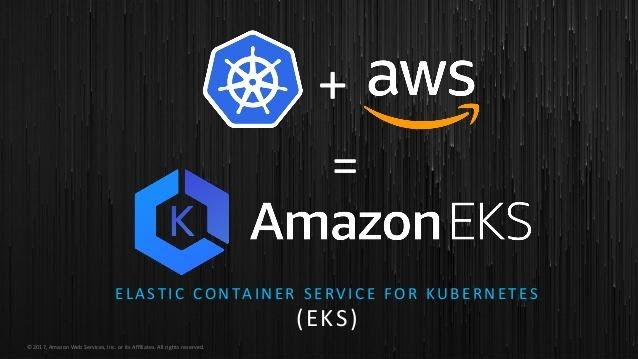 + aws
=
K
Amazon EKS
ELASTIC CONTAINER SERVICE FOR KUBERNETES
(EKS)
© 2017, Amazon Web Services, Inc. or its Affiliates. All rights reserved.